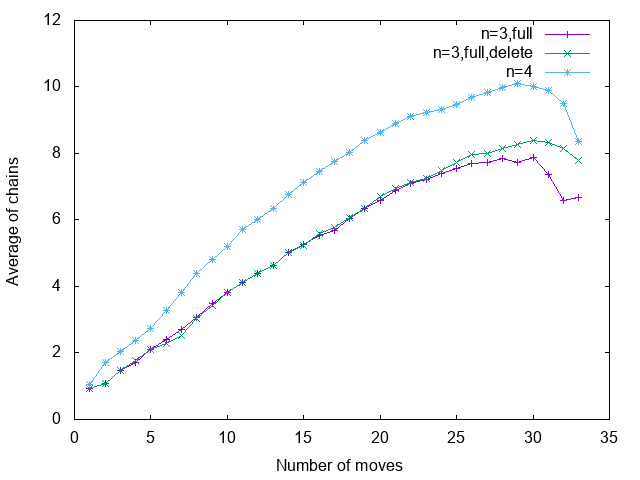 12
10
8
6
4
2
0
0 5 10 15 20 25 30 35
Number of moves
Average of chains
n=3,full
n=3,full,delete
n=4